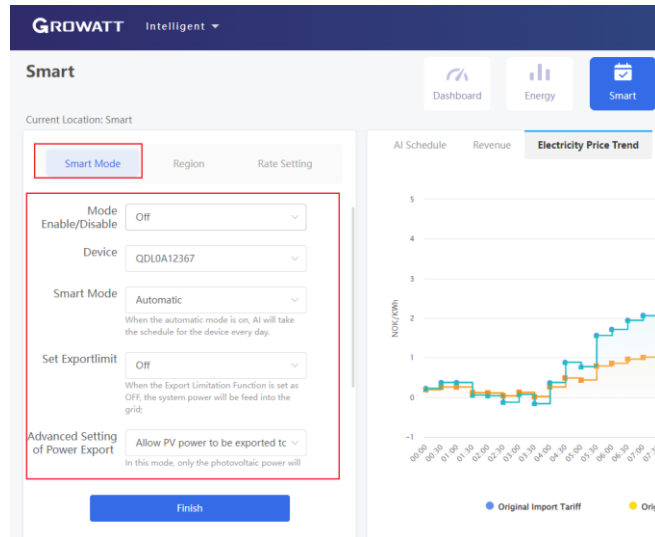 GROWATT Intelligent
Smart
Dashboard Energy Smart
Current Location: Smart
Smart Mode Region Rate Setting
Mode
Enable/Disable
Off
Device
QDL0A12367
Smart Mode
Automatic
When the automatic mode is on, AI will take
the schedule for the device every day.
Set Exportlimit
Off
When the Export Limitation Function is set as
OFF, the system power will be feed into the
grid;
Advanced Setting
of Power Export
Allow PV power to be exported tc
In this mode, only the photovoltaic power will
Finish
AI Schedule Revenue Electricity Price Trend
NOK/KWh
5
4
3
2
1
0
-1
00:00 00:30 01:00 01:30 02:00 02:30 03:00 03:30 04:00 04:30 05:00 05:30 06:00 06:30 07:00 07:
Original Import Tariff Orig